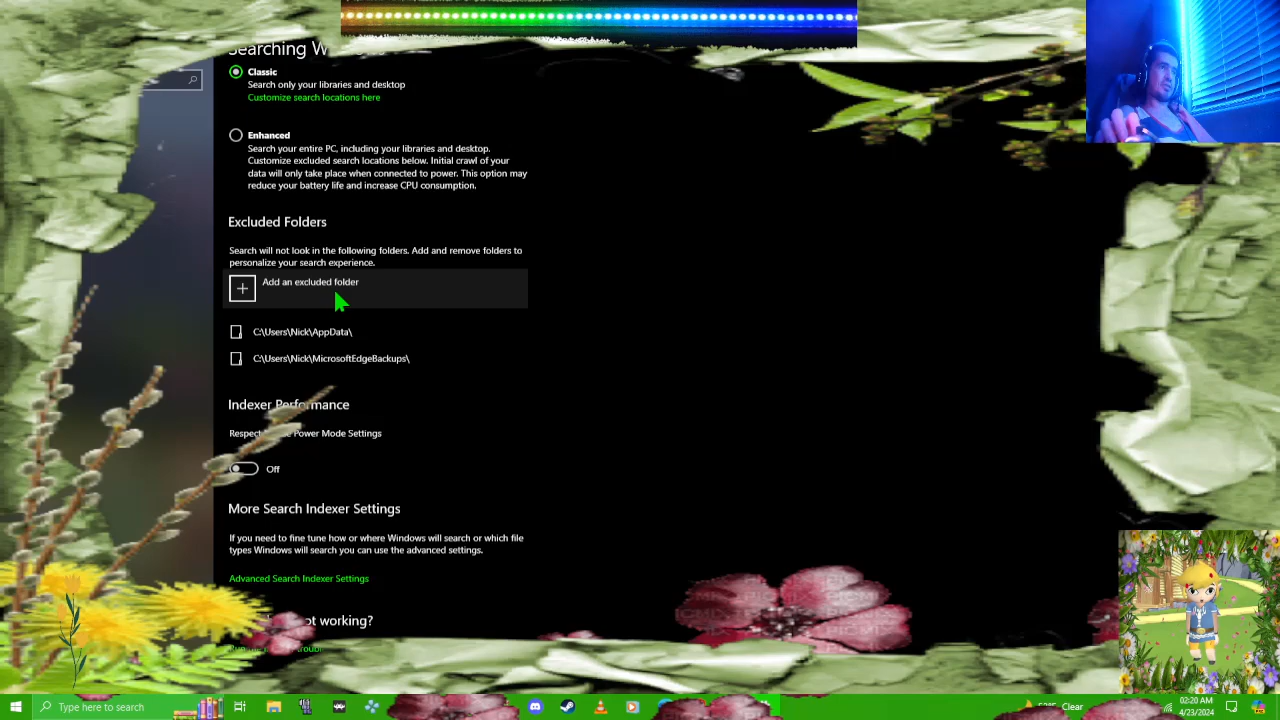 Searching W
Classic
Search only your libraries and desktop
Customize search locations here
Enhanced
Search your entire PC, including your libraries and desktop.
Customize excluded search locations below. Initial crawl of your
data will only take place when connected to power. This option may
reduce your battery life and increase CPU consumption.
Excluded Folders
Search will not look in the following folders. Add and remove folders to
personalize your search experience.
Add an excluded folder
C:\Users\Nick\AppData\
C:\Users\Nick\MicrosoftEdgeBackups\
Indexer Performance
Respect Power Mode Settings
Off
More Search Indexer Settings
If you need to fine tune how or where Windows will search or which file
types Windows will search you can use the advanced settings.
Advanced Search Indexer Settings
ot working?
PICMIX
Type here to search
Clear
02:20 AM
4/23/2024